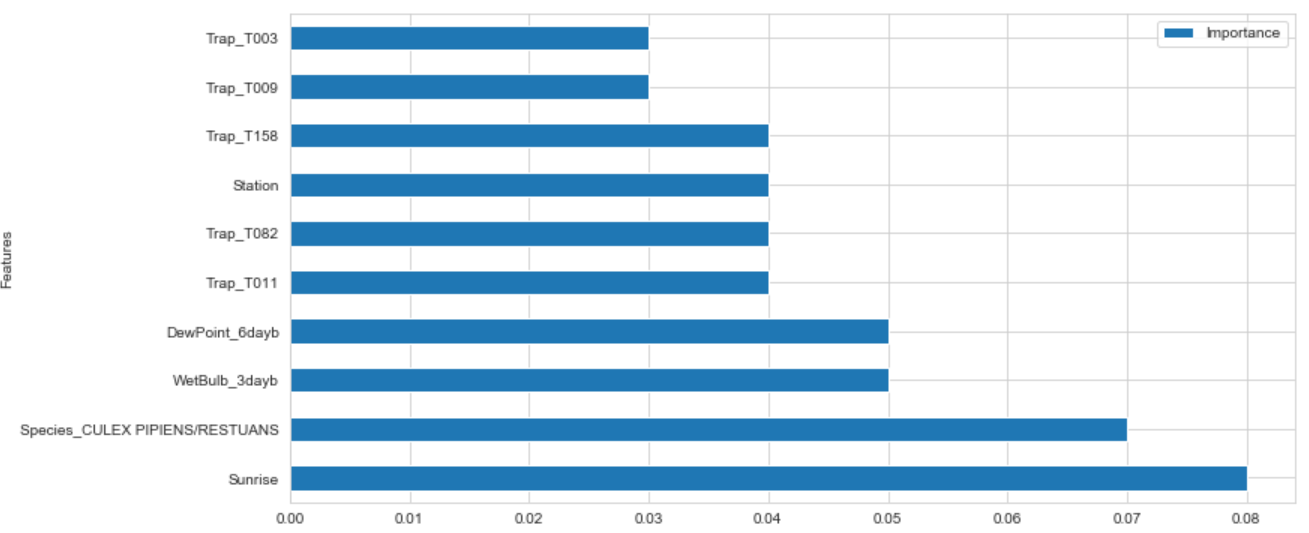 Importance
Trap_T003
Trap_T009
Trap_T158
Station
Trap_T082
Trap_T011
DewPoint_6dayb
WetBulb_3dayb
Species_CULEX PIPIENS/RESTUANS
Sunrise
Features
0.00 0.01 0.02 0.03 0.04 0.05 0.06 0.07 0.08